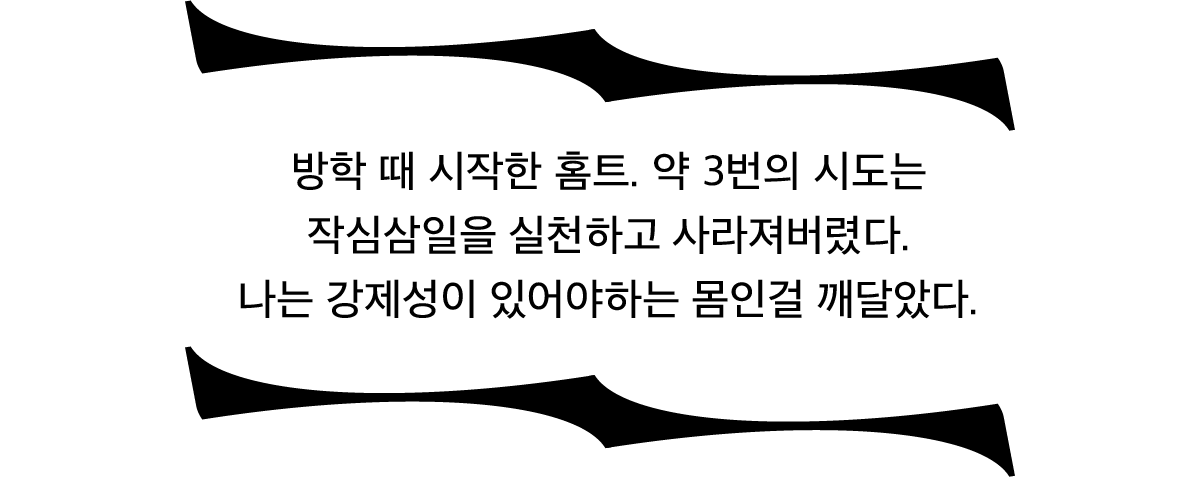 방학 때 시작한 홈트. 약 3번의 시도는
작심삼일을 실천하고 사라져버렸다.
나는 강제성이 있어야하는 몸인걸 깨달았다.